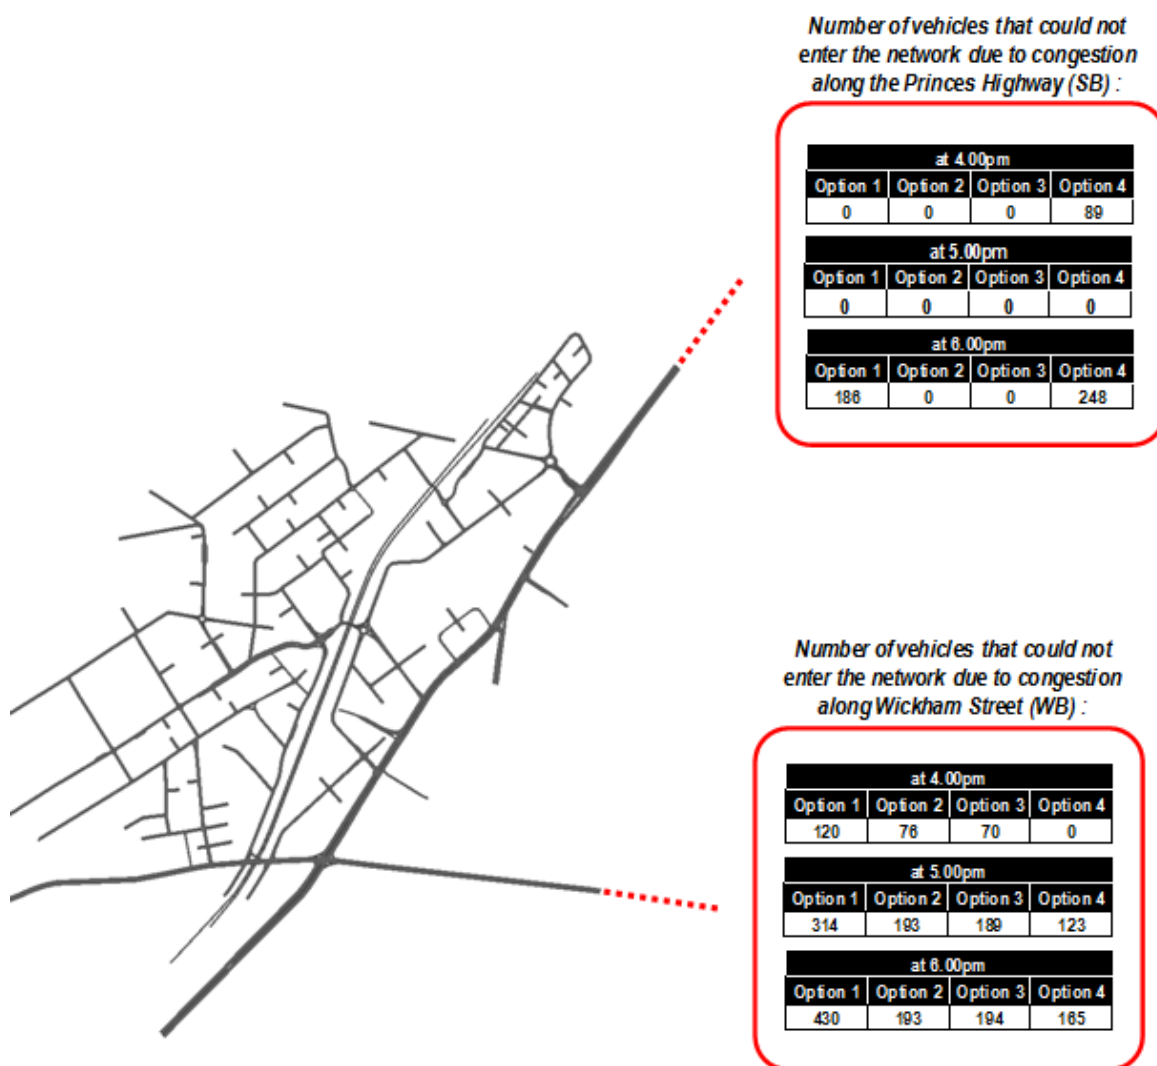 Number of vehicles that could not
enter the network due to congestion
along the Princes Highway (SB) :
at 4.00pm
Option 1 Option 2 Option 3 Option 4
0 0 0 89
at 5.00pm
Option 1 Option 2 Option 3 Option 4
0 0 0 0
at 6.00pm
Option 1 Option 2 Option 3 Option 4
186 0 0 248
Number of vehicles that could not
enter the network due to congestion
along Wickham Street (WB) :
at 4.00pm
Option 1 Option 2 Option 3 Option 4
120 76 70 0
at 5.00pm
Option 1 Option 2 Option 3 Option 4
314 193 189 123
at 6.00pm
Option 1 Option 2 Option 3 Option 4
430 193 194 165